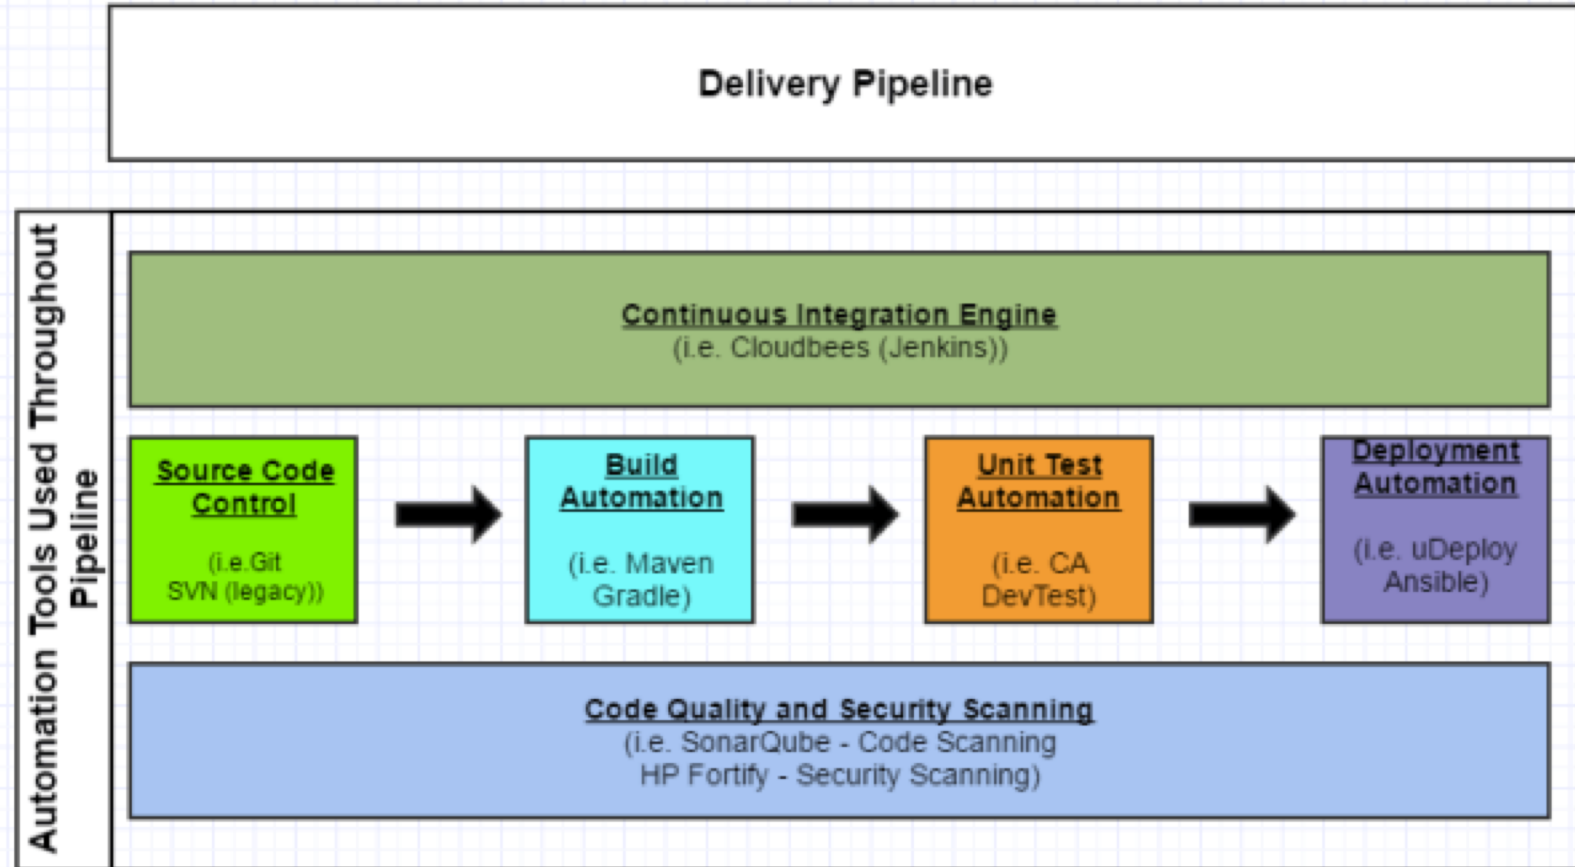 Delivery Pipeline
Automation Tools Used Throughout
Pipeline
Continuous Integration Engine
(i.e. Cloudbees (Jenkins))
Source Code
Control
(i.e.Git
SVN (legacy))
Build
Automation
(i.e. Maven
Gradle)
Unit Test
Automation
(i.e. CA
DevTest)
Deployment
Automation
(i.e. uDeploy
Ansible)
Code Quality and Security Scanning
(i.e. SonarQube - Code Scanning
HP Fortify - Security Scanning)